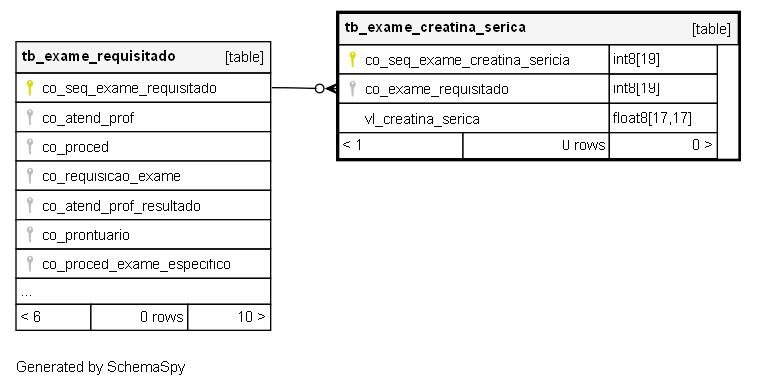 tb_exame_creatina_serica [table]
co_seq_exame_creatina_sericia int8[19]
co_exame_requisitado int8[19]
vl_creatina_serica float8[17,17]
< 1 0 rows 0 >
tb_exame_requisitado [table]
co_seq_exame_requisitado
co_atend_prof
co_proced
co_requisicao_exame
co_atend_prof_resultado
co_prontuario
co_proced_exame_especifico
...
< 6 0 rows 10 >
Generated by SchemaSpy